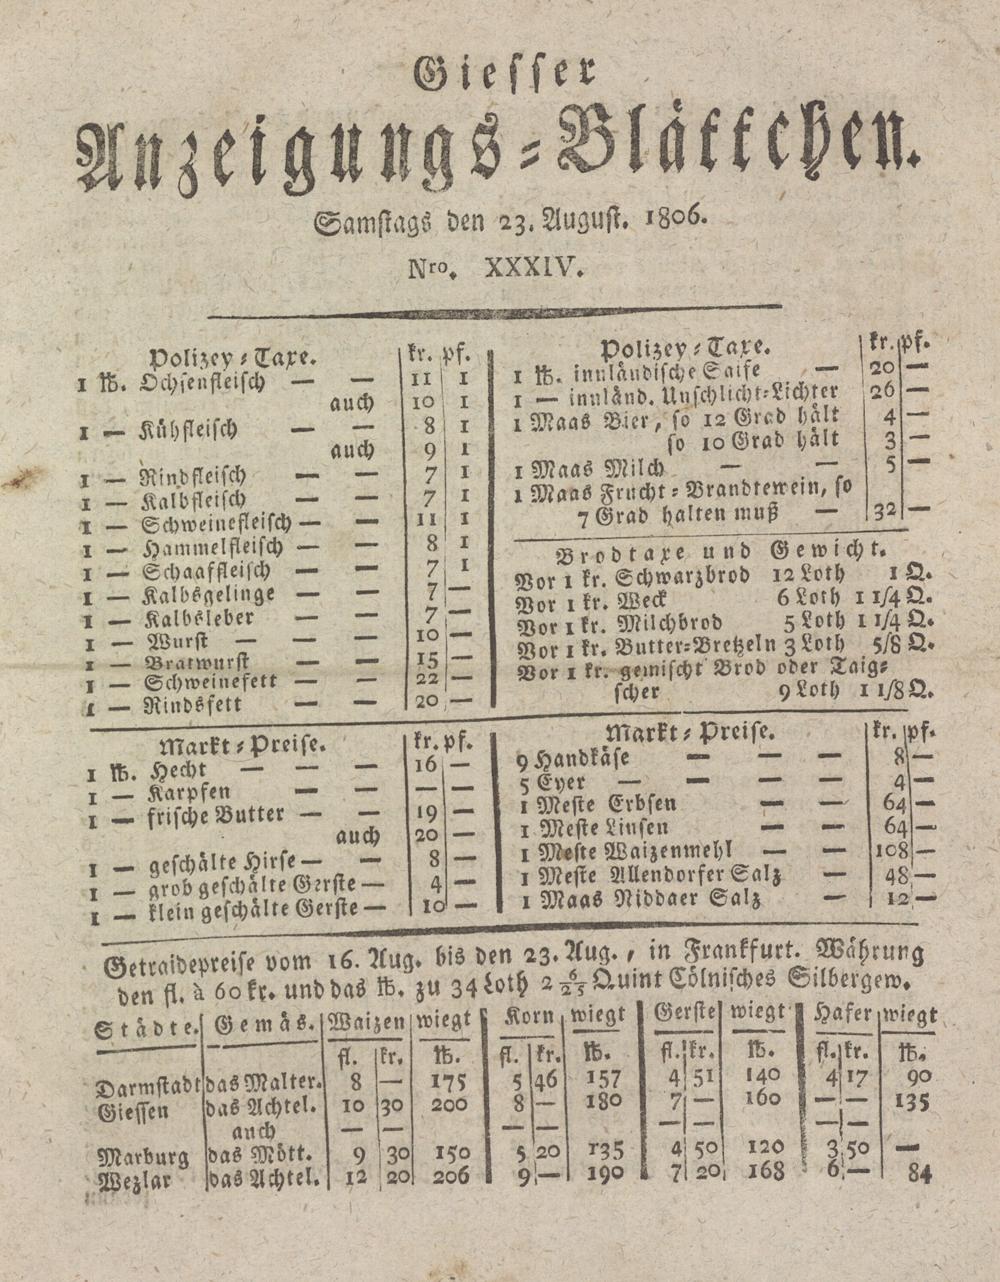 Giesser
Anzeigungs-Blättchen.
Samstags den 23. August. 1806.
Nro. XXXIV.
Polizey-Taxe. kr. pf.
1 ℔. Ochsenfleisch — — 11 1
auch 10 1
1 — Kühfleisch — — 8 1
auch 9 1
1 — Rindfleisch — — 7 1
1 — Kalbfleisch — — 7 1
1 — Schweinefleisch — — 11 1
1 — Hammelfleisch — — 8 1
1 — Schaaffleisch — — 7 1
1 — Kalbsgelinge — — 7 —
1 — Kalbsleber — — 7 —
1 — Wurst — — — 10 —
1 — Bratwurst — — 15 —
1 — Schweinefett — — 22 —
1 — Rindsfett — — 20 —
Polizey-Taxe. kr. pf.
1 ℔. innländische Saife — 20 —
1 — innländ. Unschlicht-Lichter 26 —
1 Maas Bier, so 12 Grad hält 4 —
so 10 Grad hält 3 —
1 Maas Milch — — 5 —
1 Maas Frucht-Brandtewein, so
7 Grad halten muß — 32 —
Brodtaxe und Gewicht.
Vor 1 kr. Schwarzbrod 12 Loth 1 Q.
Vor 1 kr. Weck 6 Loth 1 1/4 Q.
Vor 1 kr. Milchbrod 5 Loth 1 1/4 Q.
Vor 1 kr. Butter-Bretzeln 3 Loth 5/8 Q.
Vor 1 kr. gemischt Brod oder Taig-
scher 9 Loth 1 1/8 Q.
Markt-Preise. kr. pf.
1 ℔. Hecht — — — 16 —
1 — Karpfen — — — —
1 — frische Butter — — 19 —
auch 20 —
1 — geschälte Hirse — — 8 —
1 — grob geschälte Gerste — 4 —
1 — klein geschälte Gerste — 10 —
Markt-Preise. kr. pf.
9 Handkäse — — — 8 —
5 Eyer — — — — 4 —
1 Meste Erbsen — — 64 —
1 Meste Linsen — — 64 —
1 Meste Waizenmehl — — 108 —
1 Meste Allendorfer Salz — 48 —
1 Maas Niddaer Salz — 12 —
Getraidepreise vom 16. Aug. bis den 23. Aug., in Frankfurt. Währung
den fl. à 60 kr. und das ℔. zu 34 Loth 2 6/25 Quint Cölnisches Silbergew.
Städte. Gemäs. Waizen wiegt Korn wiegt Gerste wiegt Hafer wiegt
fl. kr. ℔. fl. kr. ℔. fl. kr. ℔. fl. kr. ℔.
Darmstadt das Malter. 8 — 175 5 46 157 4 51 140 4 17 90
Giessen das Achtel. 10 30 200 8 — 180 7 — 160 — — 135
auch — — — — — — — —
Marburg das Mött. 9 30 150 5 20 135 4 50 120 3 50 —
Wezlar das Achtel. 12 20 206 9 — 190 7 20 168 6 — 84